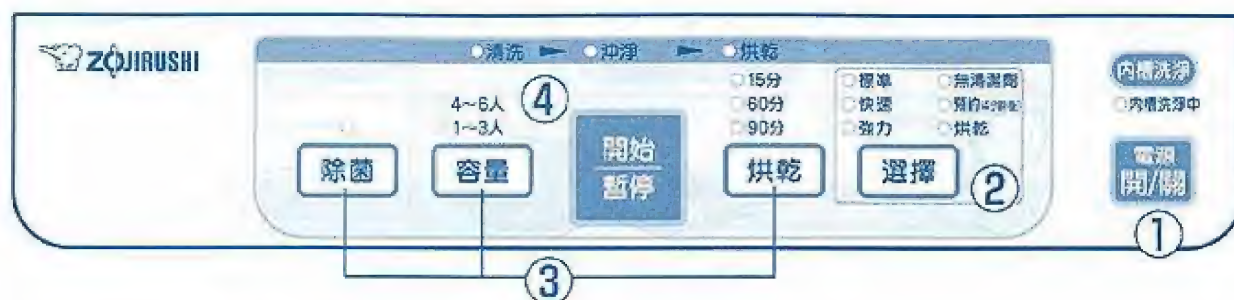 ZOJIRUSHI
清洗 沖淨 烘乾
④
4~6人
1~3人
除菌
容量
開始
暫停
15分
60分
90分
烘乾
標準
快速
強力
無清潔劑
預約
烘乾
選擇
②
內槽洗淨
內槽洗淨中
電源
開/關
①
③